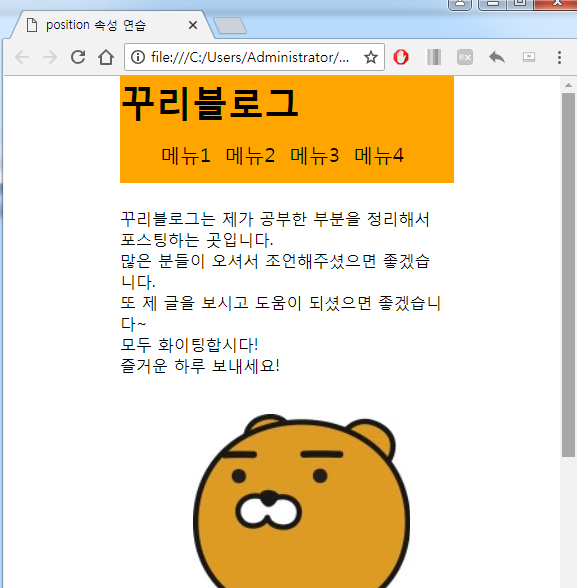 position 속성 연습
file:///C:/Users/Administrator/...
꾸리블로그
메뉴1 메뉴2 메뉴3 메뉴4
꾸리블로그는 제가 공부한 부분을 정리해서
포스팅하는 곳입니다.
많은 분들이 오셔서 조언해주셨으면 좋겠습
니다.
또 제 글을 보시고 도움이 되셨으면 좋겠습니
다~
모두 화이팅합시다!
즐거운 하루 보내세요!